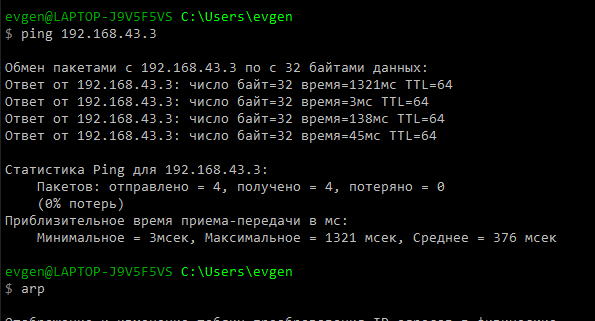 evgen@LAPTOP-J9V5F5VS C:\Users\evgen
$ ping 192.168.43.3
Обмен пакетами с 192.168.43.3 по с 32 байтами данных:
Ответ от 192.168.43.3: число байт=32 время=1321мс TTL=64
Ответ от 192.168.43.3: число байт=32 время=3мс TTL=64
Ответ от 192.168.43.3: число байт=32 время=138мс TTL=64
Ответ от 192.168.43.3: число байт=32 время=45мс TTL=64
Статистика Ping для 192.168.43.3:
Пакетов: отправлено = 4, получено = 4, потеряно = 0
(0% потерь)
Приблизительное время приема-передачи в мс:
Минимальное = 3мсек, Максимальное = 1321 мсек, Среднее = 376 мсек
evgen@LAPTOP-J9V5F5VS C:\Users\evgen
$ arp